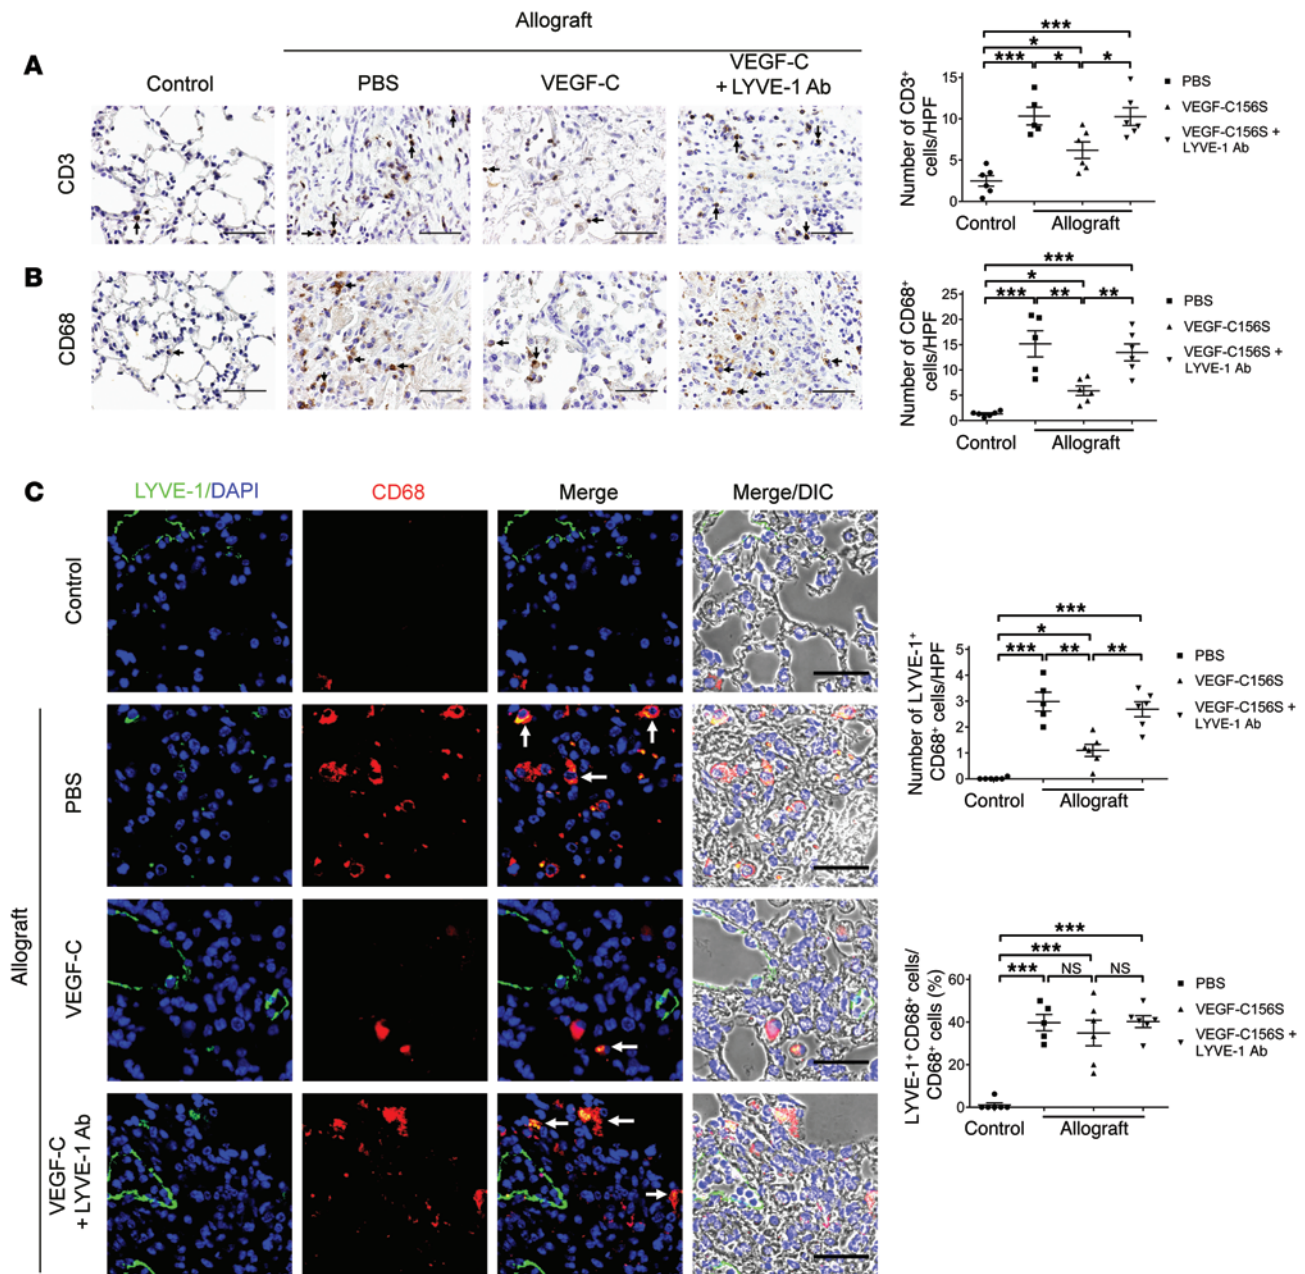 Allograft
A
Control
PBS
VEGF-C
VEGF-C
+ LYVE-1 Ab
CD3
***
*
*** * *
Number of CD3+
cells/HPF
15
10
5
0
Control
Allograft
PBS
VEGF-C156S
VEGF-C156S +
LYVE-1 Ab
B
CD68
***
*
*** ** **
Number of CD68+
cells/HPF
25
20
15
10
5
0
Control
Allograft
PBS
VEGF-C156S
VEGF-C156S +
LYVE-1 Ab
C
LYVE-1/DAPI
CD68
Merge
Merge/DIC
Control
Allograft
PBS
VEGF-C
VEGF-C
+ LYVE-1 Ab
***
*
*** ** **
Number of LYVE-1+
CD68+ cells/HPF
5
4
3
2
1
0
Control
Allograft
PBS
VEGF-C156S
VEGF-C156S +
LYVE-1 Ab
***
***
*** NS NS
LYVE-1+CD68+ cells/
CD68+ cells (%)
60
40
20
0
Control
Allograft
PBS
VEGF-C156S
VEGF-C156S +
LYVE-1 Ab